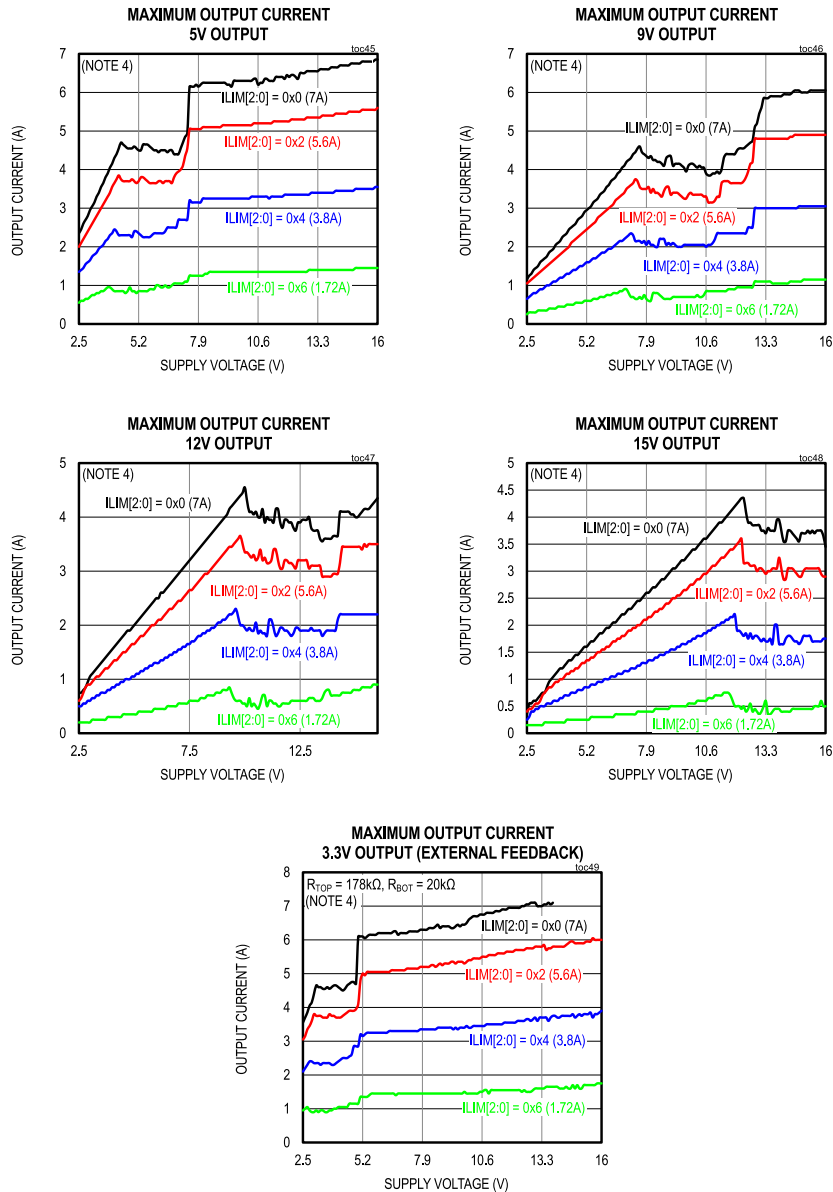 MAXIMUM OUTPUT CURRENT
5V OUTPUT
toc45
(NOTE 4)
ILIM[2:0] = 0x0 (7A)
ILIM[2:0] = 0x2 (5.6A)
ILIM[2:0] = 0x4 (3.8A)
ILIM[2:0] = 0x6 (1.72A)
OUTPUT CURRENT (A)
7
6
5
4
3
2
1
0
2.5 5.2 7.9 10.6 13.3 16
SUPPLY VOLTAGE (V)
MAXIMUM OUTPUT CURRENT
9V OUTPUT
toc46
(NOTE 4)
ILIM[2:0] = 0x0 (7A)
ILIM[2:0] = 0x2 (5.6A)
ILIM[2:0] = 0x4 (3.8A)
ILIM[2:0] = 0x6 (1.72A)
OUTPUT CURRENT (A)
7
6
5
4
3
2
1
0
2.5 5.2 7.9 10.6 13.3 16
SUPPLY VOLTAGE (V)
MAXIMUM OUTPUT CURRENT
12V OUTPUT
toc47
(NOTE 4)
ILIM[2:0] = 0x0 (7A)
ILIM[2:0] = 0x2 (5.6A)
ILIM[2:0] = 0x4 (3.8A)
ILIM[2:0] = 0x6 (1.72A)
OUTPUT CURRENT (A)
5
4
3
2
1
0
2.5 7.5 12.5
SUPPLY VOLTAGE (V)
MAXIMUM OUTPUT CURRENT
15V OUTPUT
toc48
(NOTE 4)
ILIM[2:0] = 0x0 (7A)
ILIM[2:0] = 0x2 (5.6A)
ILIM[2:0] = 0x4 (3.8A)
ILIM[2:0] = 0x6 (1.72A)
OUTPUT CURRENT (A)
5
4.5
4
3.5
3
2.5
2
1.5
1
0.5
0
2.5 5.2 7.9 10.6 13.3 16
SUPPLY VOLTAGE (V)
MAXIMUM OUTPUT CURRENT
3.3V OUTPUT (EXTERNAL FEEDBACK)
toc49
RTOP = 178kΩ, RBOT = 20kΩ
(NOTE 4)
ILIM[2:0] = 0x0 (7A)
ILIM[2:0] = 0x2 (5.6A)
ILIM[2:0] = 0x4 (3.8A)
ILIM[2:0] = 0x6 (1.72A)
OUTPUT CURRENT (A)
8
7
6
5
4
3
2
1
0
2.5 5.2 7.9 10.6 13.3 16
SUPPLY VOLTAGE (V)